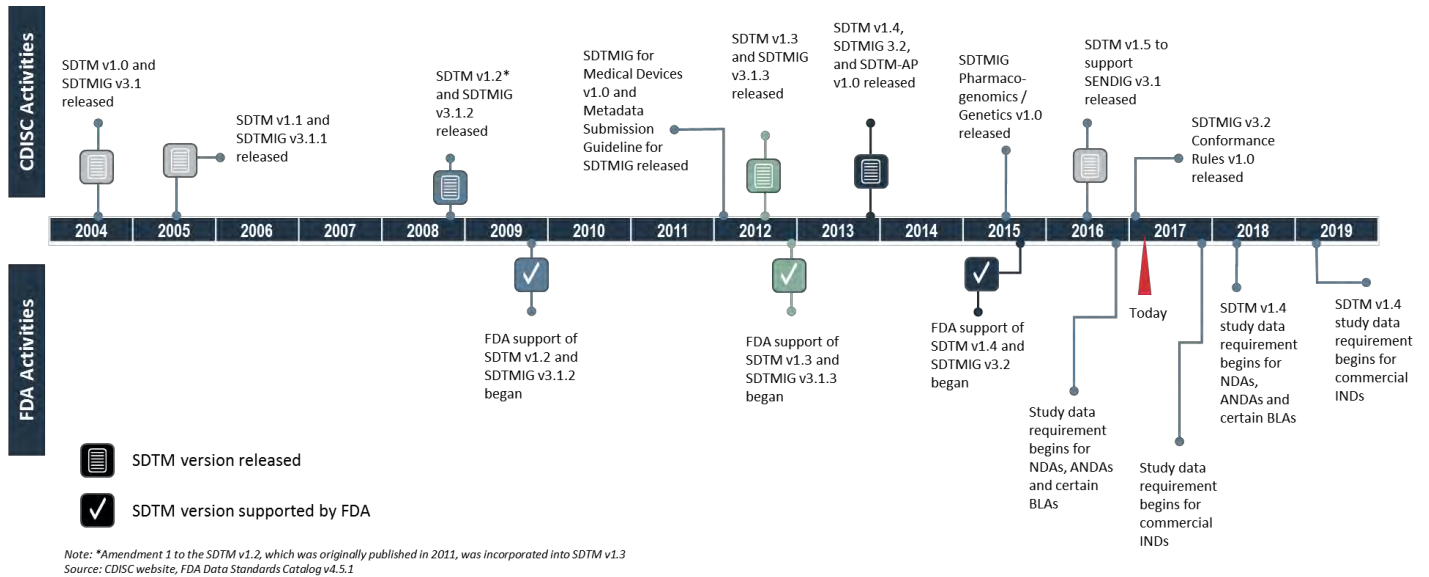 CDISC Activities
SDTM v1.0 and
SDTMIG v3.1
released
SDTM v1.1 and
SDTMIG v3.1.1
released
SDTM v1.2*
and SDTMIG
v3.1.2
released
SDTMIG for
Medical Devices
v1.0 and
Metadata
Submission
Guideline for
SDTMIG released
SDTM v1.3
and SDTMIG
v3.1.3
released
SDTM v1.4,
SDTMIG 3.2,
and SDTM-AP
v1.0 released
SDTMIG
Pharmaco-
genomics /
Genetics v1.0
released
SDTM v1.5 to
support
SENDIG v3.1
released
SDTMIG v3.2
Conformance
Rules v1.0
released
2004 2005 2006 2007 2008 2009 2010 2011 2012 2013 2014 2015 2016 2017 2018 2019
FDA Activities
FDA support of
SDTM v1.2 and
SDTMIG v3.1.2
began
FDA support of
SDTM v1.3 and
SDTMIG v3.1.3
began
FDA support of
SDTM v1.4 and
SDTMIG v3.2
began
Study data
requirement
begins for
NDAs, ANDAs
and certain
BLAs
Today
Study data
requirement
begins for
commercial
INDs
SDTM v1.4
study data
requirement
begins for
NDAs,
ANDAs and
certain BLAs
SDTM v1.4
study data
requirement
begins for
commercial
INDs
SDTM version released
SDTM version supported by FDA
Note: *Amendment 1 to the SDTM v1.2, which was originally published in 2011, was incorporated into SDTM v1.3
Source: CDISC website, FDA Data Standards Catalog v4.5.1